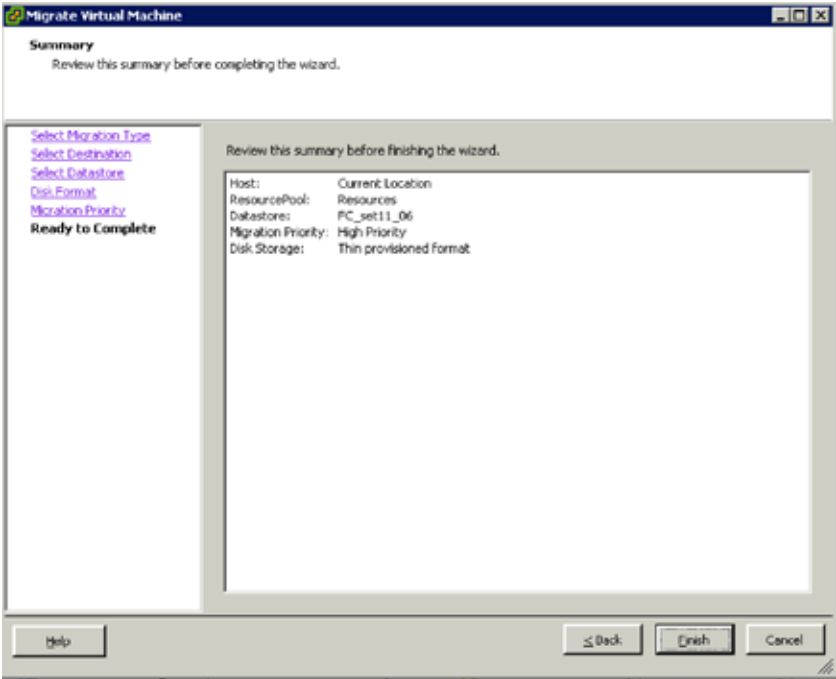 Migrate Virtual Machine
Summary
Review this summary before completing the wizard.
Select Migration Type
Select Destination
Select Datastore
Disk Format
Migration Priority
Ready to Complete
Review this summary before finishing the wizard.
Host: Current Location
ResourcePool: Resources
Datastore: FC_set11_06
Migration Priority: High Priority
Disk Storage: Thin provisioned format
Help
≤ Back
Finish
Cancel